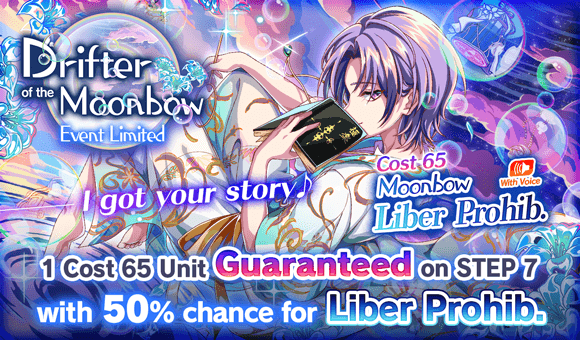 Drifter
of the
Moonbow
Event Limited
I got your story♪
Cost 65
With Voice
Moonbow
Liber Prohib.
1 Cost 65 Unit Guaranteed on STEP 7
with 50% chance for Liber Prohib.